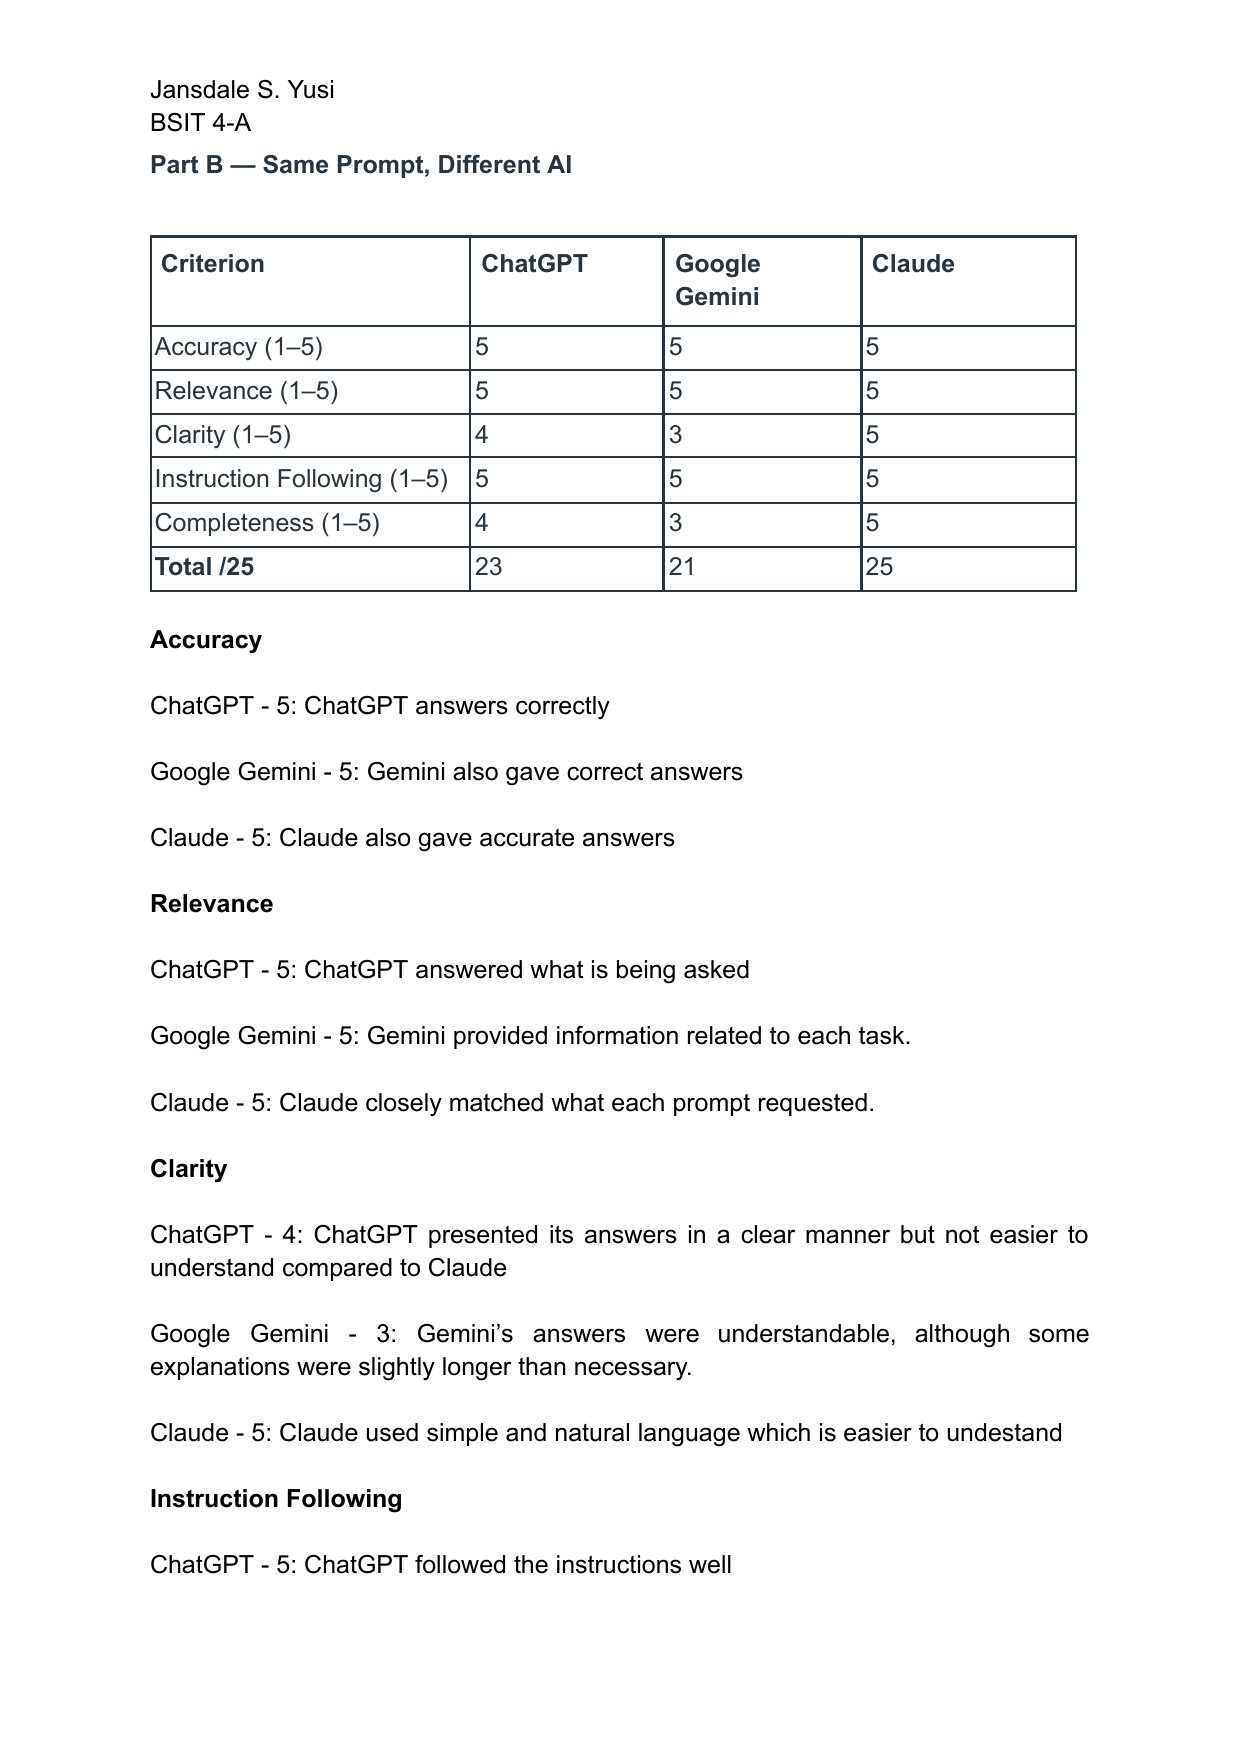 Jansdale S. Yusi
BSIT 4-A
Part B — Same Prompt, Different AI
Criterion ChatGPT Google Gemini Claude
Accuracy (1–5) 5 5 5
Relevance (1–5) 5 5 5
Clarity (1–5) 4 3 5
Instruction Following (1–5) 5 5 5
Completeness (1–5) 4 3 5
Total /25 23 21 25
Accuracy
ChatGPT - 5: ChatGPT answers correctly
Google Gemini - 5: Gemini also gave correct answers
Claude - 5: Claude also gave accurate answers
Relevance
ChatGPT - 5: ChatGPT answered what is being asked
Google Gemini - 5: Gemini provided information related to each task.
Claude - 5: Claude closely matched what each prompt requested.
Clarity
ChatGPT - 4: ChatGPT presented its answers in a clear manner but not easier to
understand compared to Claude
Google Gemini - 3: Gemini’s answers were understandable, although some
explanations were slightly longer than necessary.
Claude - 5: Claude used simple and natural language which is easier to undestand
Instruction Following
ChatGPT - 5: ChatGPT followed the instructions well